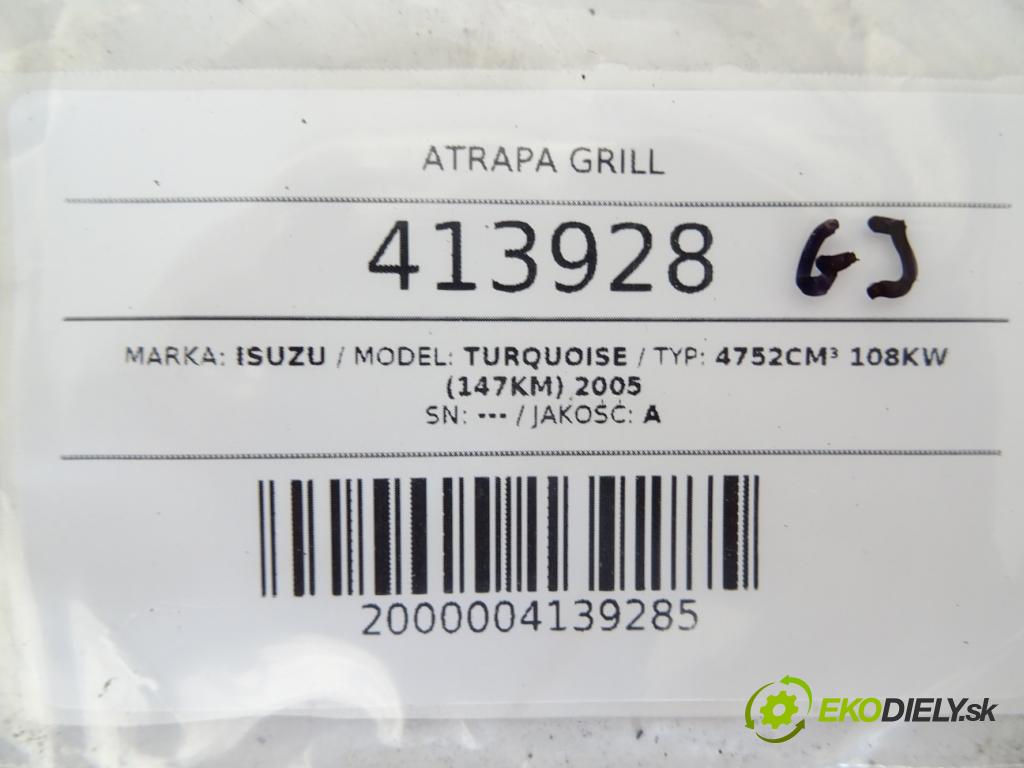 ATRAPA GRILL
413928 GJ
MARKA: ISUZU / MODEL: TURQUOISE / TYP: 4752CM³ 108KW
(147KM) 2005
SN: --- / JAKOŚĆ: A
2000004139285
EKODIELY.sk